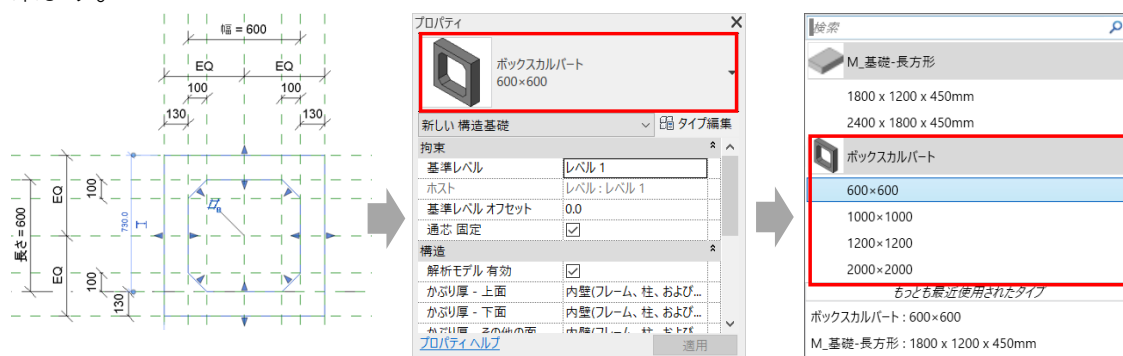 幅 = 600
EQ
EQ
100
100
130
130
長さ = 600
EQ
EQ
100
100
130
730.0
プロパティ
ボックスカルバート
600×600
新しい 構造基礎
タイプ編集
拘束
基準レベル
レベル 1
ホスト
レベル : レベル 1
基準レベル オフセット
0.0
通芯 固定
構造
解析モデル 有効
かぶり厚 - 上面
内壁(フレーム、柱、および...
かぶり厚 - 下面
内壁(フレーム、柱、および...
プロパティ ヘルプ
適用
検索
M_基礎-長方形
1800 x 1200 x 450mm
2400 x 1800 x 450mm
ボックスカルバート
600×600
1000×1000
1200×1200
2000×2000
もっとも最近使用されたタイプ
ボックスカルバート : 600×600
M_基礎-長方形 : 1800 x 1200 x 450mm